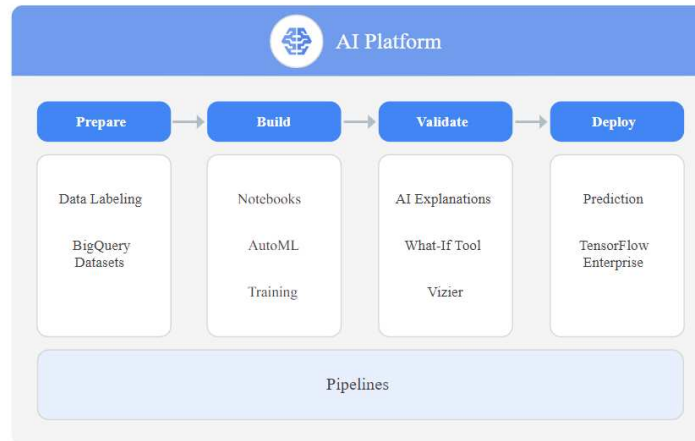 AI Platform
Prepare
Build
Validate
Deploy
Data Labeling
BigQuery
Datasets
Notebooks
AutoML
Training
AI Explanations
What-If Tool
Vizier
Prediction
TensorFlow
Enterprise
Pipelines